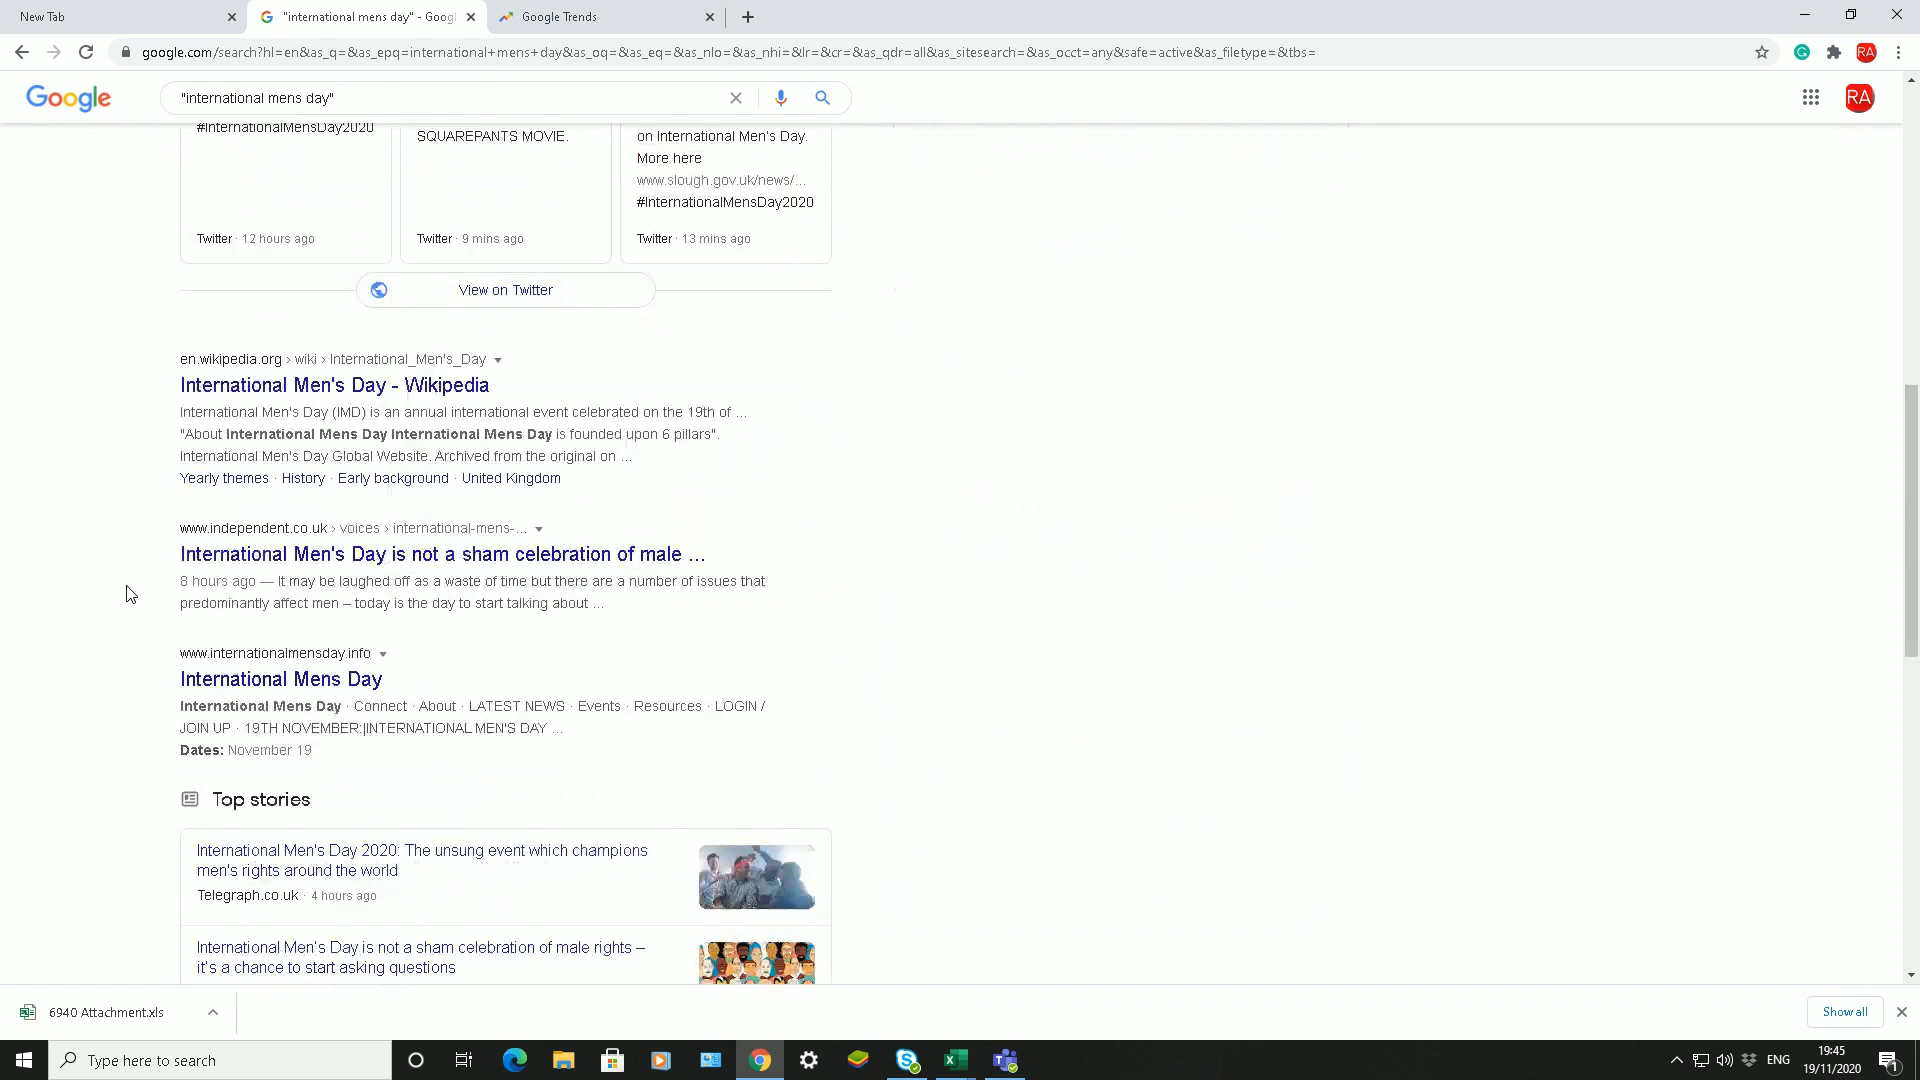 New Tab
"international mens day" - Googl
Google Trends
google.com/search?hl=en&as_q=&as_epq=international+mens+day&as_oq=&as_eq=&as_nlo=&as_nhi=&lr=&cr=&as_qdr=all&as_sitesearch=&as_occt=any&safe=active&as_filetype=&tbs=
RA
Google
"international mens day"
RA
#InternationalMensDay2020
Twitter · 12 hours ago
SQUAREPANTS MOVIE.
Twitter · 9 mins ago
on International Men's Day.
More here
www.slough.gov.uk/news/...
#InternationalMensDay2020
Twitter · 13 mins ago
View on Twitter
en.wikipedia.org › wiki › International_Men's_Day
International Men's Day - Wikipedia
International Men's Day (IMD) is an annual international event celebrated on the 19th of ...
"About International Mens Day International Mens Day is founded upon 6 pillars".
International Men's Day Global Website. Archived from the original on ...
Yearly themes · History · Early background · United Kingdom
www.independent.co.uk › voices › international-mens-...
International Men's Day is not a sham celebration of male ...
8 hours ago — It may be laughed off as a waste of time but there are a number of issues that
predominantly affect men – today is the day to start talking about ...
www.internationalmensday.info
International Mens Day
International Mens Day · Connect · About · LATEST NEWS · Events · Resources · LOGIN /
JOIN UP · 19TH NOVEMBER:|INTERNATIONAL MEN'S DAY ...
Dates: November 19
Top stories
International Men's Day 2020: The unsung event which champions
men's rights around the world
Telegraph.co.uk · 4 hours ago
International Men's Day is not a sham celebration of male rights –
it's a chance to start asking questions
6940 Attachment.xls
Show all
Type here to search
ENG
19:45
19/11/2020
1